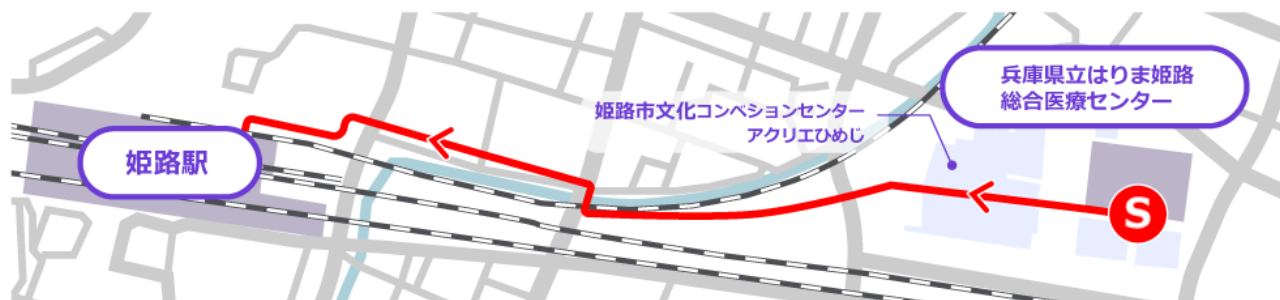 兵庫県立はりま姫路
総合医療センター
姫路市文化コンベションセンター
アクリエひめじ
姫路駅
S